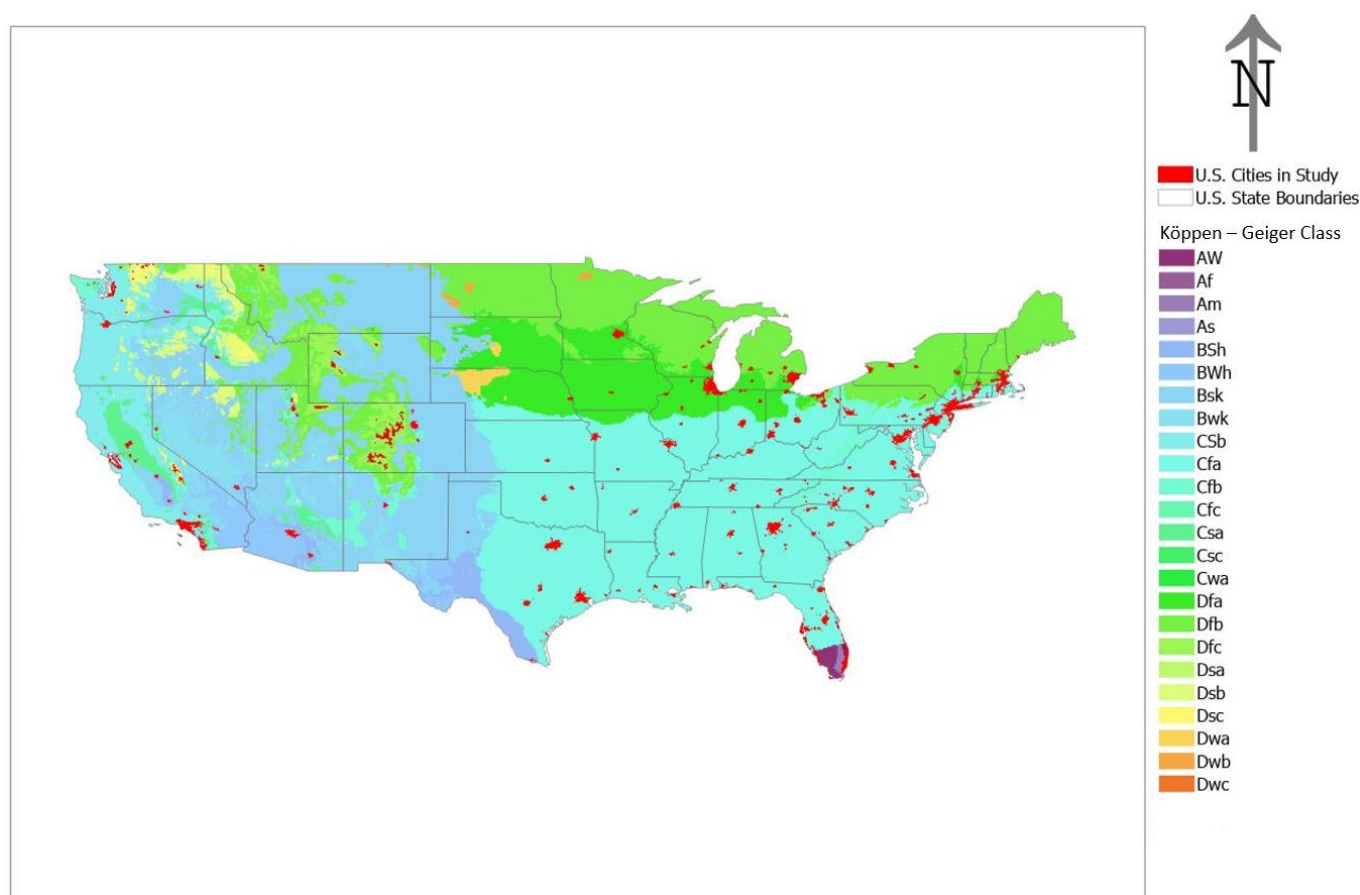 N
U.S. Cities in Study
U.S. State Boundaries
Köppen – Geiger Class
AW
Af
Am
As
BSh
BWh
Bsk
Bwk
CSb
Cfa
Cfb
Cfc
Csa
Csc
Cwa
Dfa
Dfb
Dfc
Dsa
Dsb
Dsc
Dwa
Dwb
Dwc